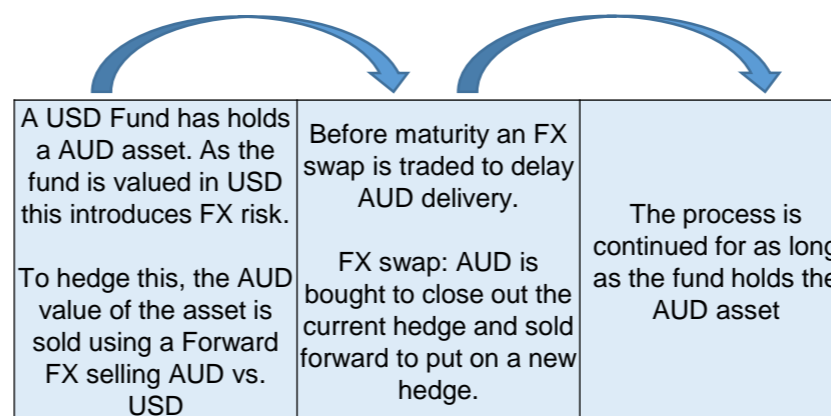 A USD Fund has holds
a AUD asset. As the
fund is valued in USD
this introduces FX risk.
To hedge this, the AUD
value of the asset is
sold using a Forward
FX selling AUD vs.
USD
Before maturity an FX
swap is traded to delay
AUD delivery.
FX swap: AUD is
bought to close out the
current hedge and sold
forward to put on a new
hedge.
The process is
continued for as long
as the fund holds the
AUD asset